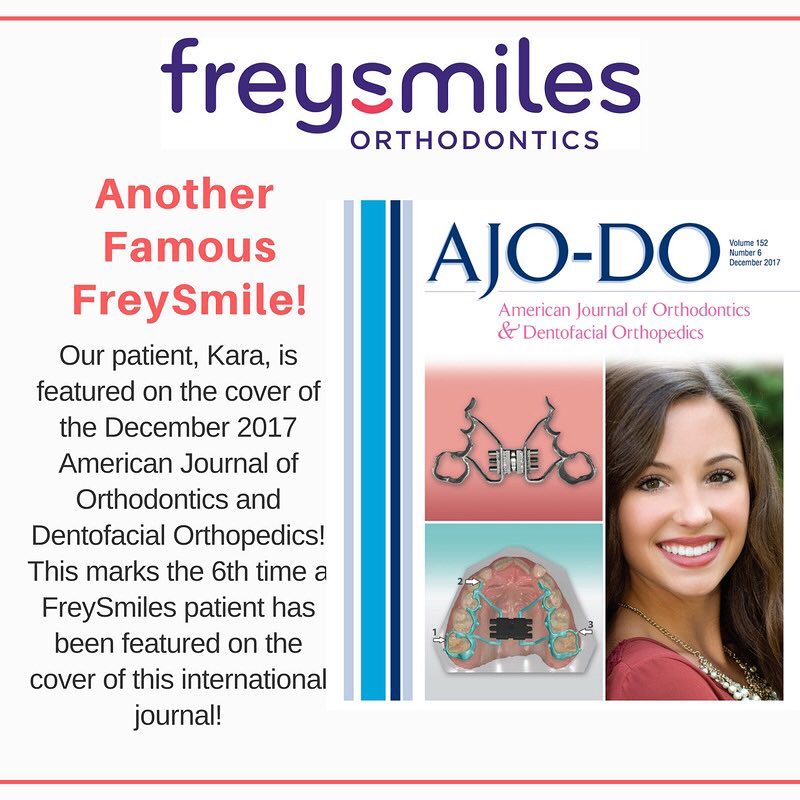 freysmiles
ORTHODONTICS
Another
Famous
FreySmile!
Our patient, Kara, is
featured on the cover of
the December 2017
American Journal of
Orthodontics and
Dentofacial Orthopedics!
This marks the 6th time a
FreySmiles patient has
been featured on the
cover of this international
journal!
AJO-DO
Volume 152
Number 6
December 2017
American Journal of Orthodontics
& Dentofacial Orthopedics
2
1
3